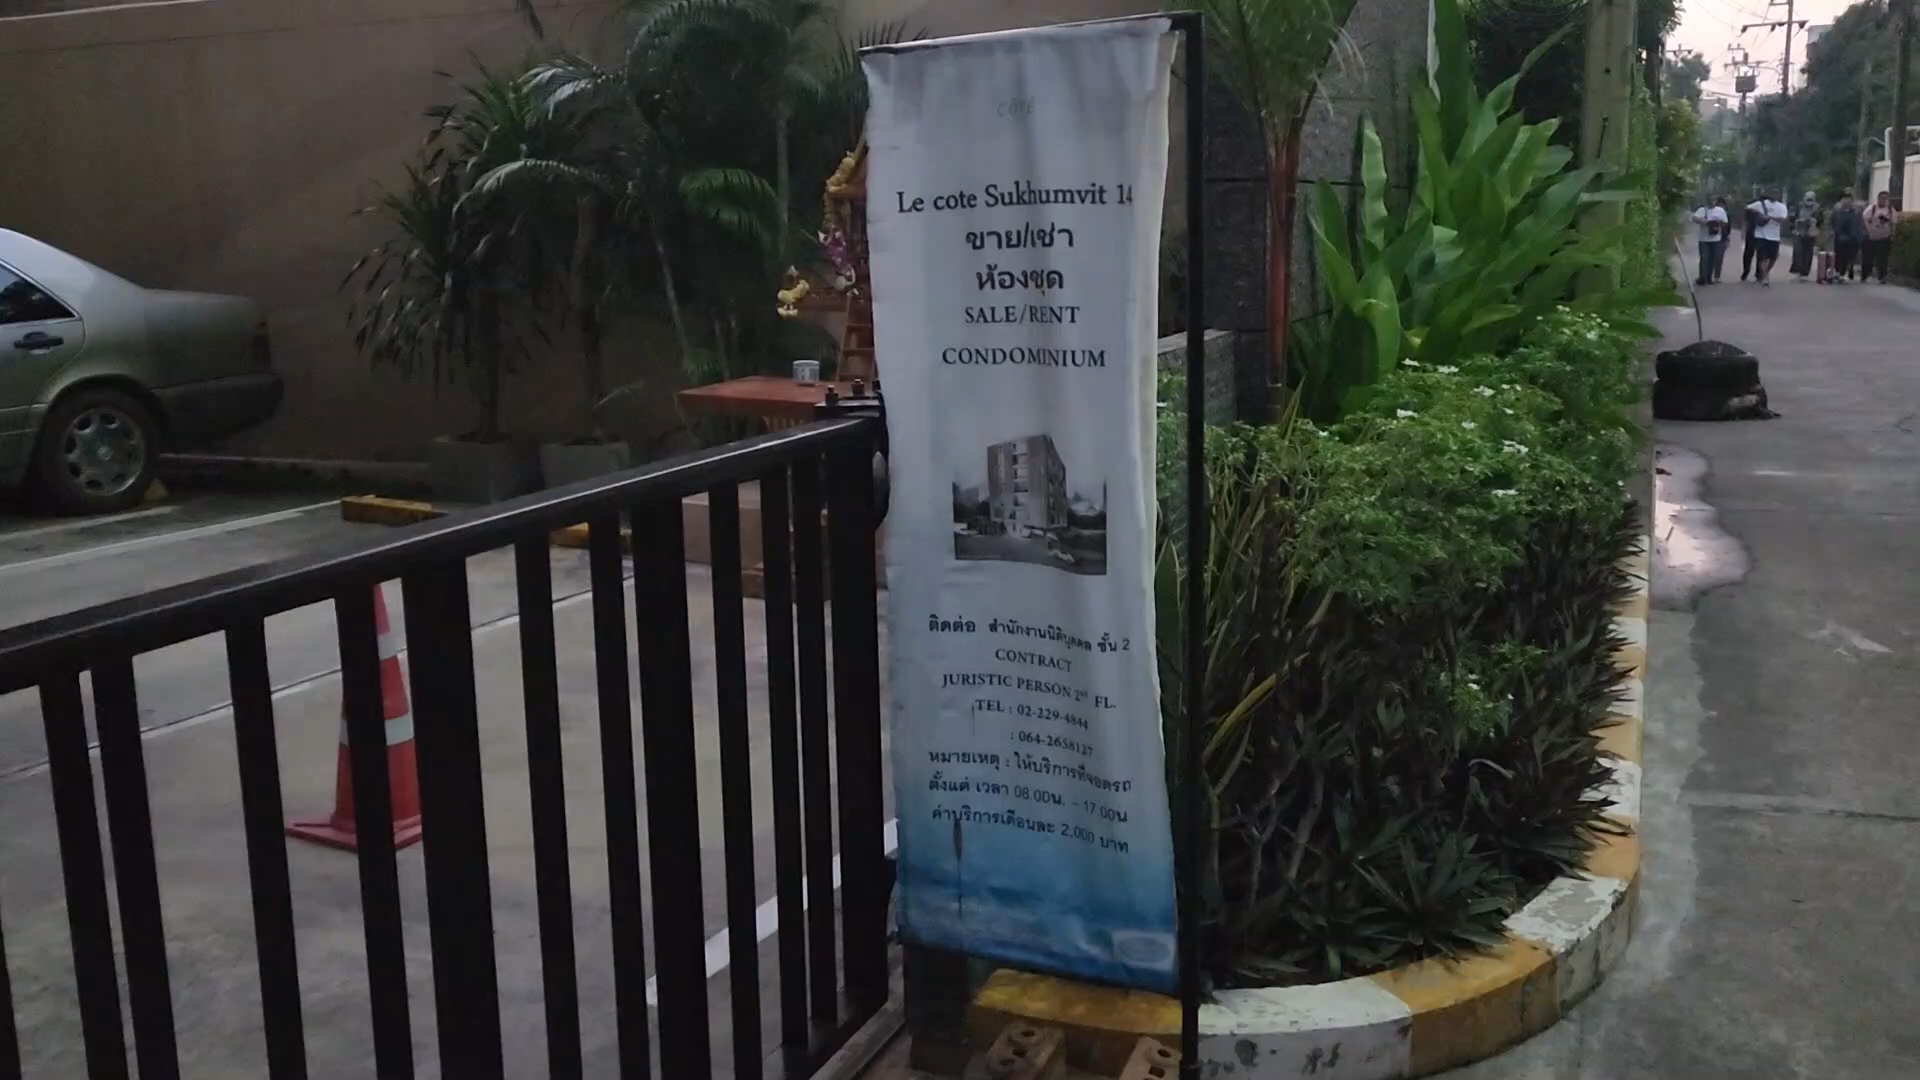 CÔTÉ
Le cote Sukhumvit 14
ขาย/เช่า
ห้องชุด
SALE/RENT
CONDOMINIUM
ติดต่อ สำนักงานนิติบุคคล ชั้น 2
CONTRACT
JURISTIC PERSON 2nd FL.
TEL : 02-229-4844
: 064-2658127
หมายเหตุ : ให้บริการที่จอดรถ
ตั้งแต่ เวลา 08.00น. - 17.00น
ค่าบริการเดือนละ 2,000 บาท